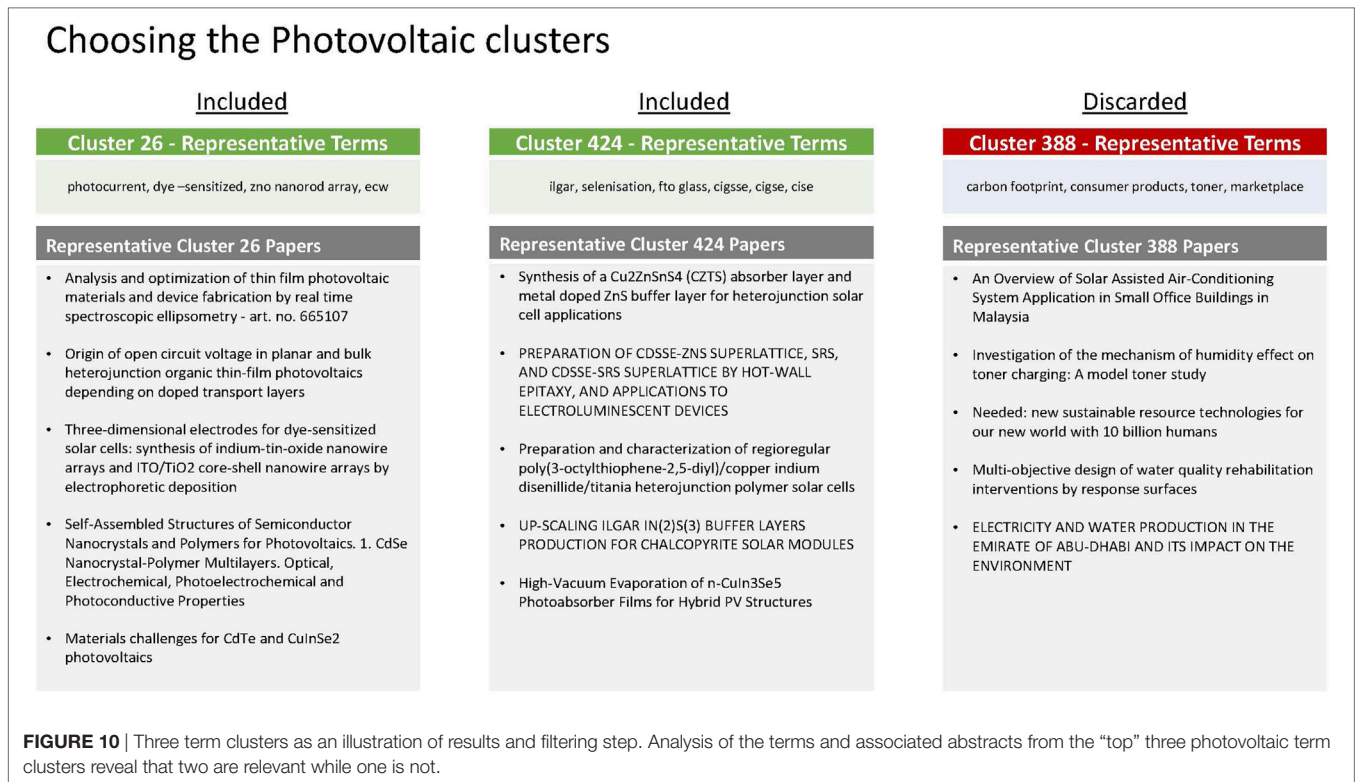 Choosing the Photovoltaic clusters
Included
Cluster 26 - Representative Terms
photocurrent, dye –sensitized, zno nanorod array, ecw
Representative Cluster 26 Papers
• Analysis and optimization of thin film photovoltaic
materials and device fabrication by real time
spectroscopic ellipsometry - art. no. 665107
• Origin of open circuit voltage in planar and bulk
heterojunction organic thin-film photovoltaics
depending on doped transport layers
• Three-dimensional electrodes for dye-sensitized
solar cells: synthesis of indium-tin-oxide nanowire
arrays and ITO/TiO2 core-shell nanowire arrays by
electrophoretic deposition
• Self-Assembled Structures of Semiconductor
Nanocrystals and Polymers for Photovoltaics. 1. CdSe
Nanocrystal-Polymer Multilayers. Optical,
Electrochemical, Photoelectrochemical and
Photoconductive Properties
• Materials challenges for CdTe and CuInSe2
photovoltaics
Included
Cluster 424 - Representative Terms
ilgar, selenisation, fto glass, cigsse, cigse, cise
Representative Cluster 424 Papers
• Synthesis of a Cu2ZnSnS4 (CZTS) absorber layer and
metal doped ZnS buffer layer for heterojunction solar
cell applications
• PREPARATION OF CDSSE-ZNS SUPERLATTICE, SRS,
AND CDSSE-SRS SUPERLATTICE BY HOT-WALL
EPITAXY, AND APPLICATIONS TO
ELECTROLUMINESCENT DEVICES
• Preparation and characterization of regioregular
poly(3-octylthiophene-2,5-diyl)/copper indium
disenillide/titania heterojunction polymer solar cells
• UP-SCALING ILGAR IN(2)S(3) BUFFER LAYERS
PRODUCTION FOR CHALCOPYRITE SOLAR MODULES
• High-Vacuum Evaporation of n-CuIn3Se5
Photoabsorber Films for Hybrid PV Structures
Discarded
Cluster 388 - Representative Terms
carbon footprint, consumer products, toner, marketplace
Representative Cluster 388 Papers
• An Overview of Solar Assisted Air-Conditioning
System Application in Small Office Buildings in
Malaysia
• Investigation of the mechanism of humidity effect on
toner charging: A model toner study
• Needed: new sustainable resource technologies for
our new world with 10 billion humans
• Multi-objective design of water quality rehabilitation
interventions by response surfaces
• ELECTRICITY AND WATER PRODUCTION IN THE
EMIRATE OF ABU-DHABI AND ITS IMPACT ON THE
ENVIRONMENT
FIGURE 10 | Three term clusters as an illustration of results and filtering step. Analysis of the terms and associated abstracts from the “top” three photovoltaic term
clusters reveal that two are relevant while one is not.